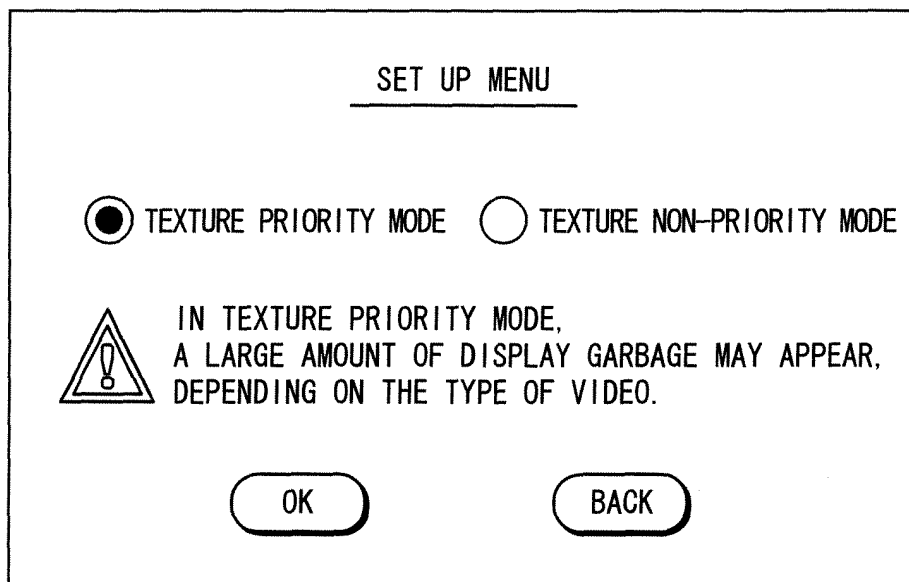 SET UP MENU
TEXTURE PRIORITY MODE TEXTURE NON-PRIORITY MODE
IN TEXTURE PRIORITY MODE,
A LARGE AMOUNT OF DISPLAY GARBAGE MAY APPEAR,
DEPENDING ON THE TYPE OF VIDEO.
OK BACK